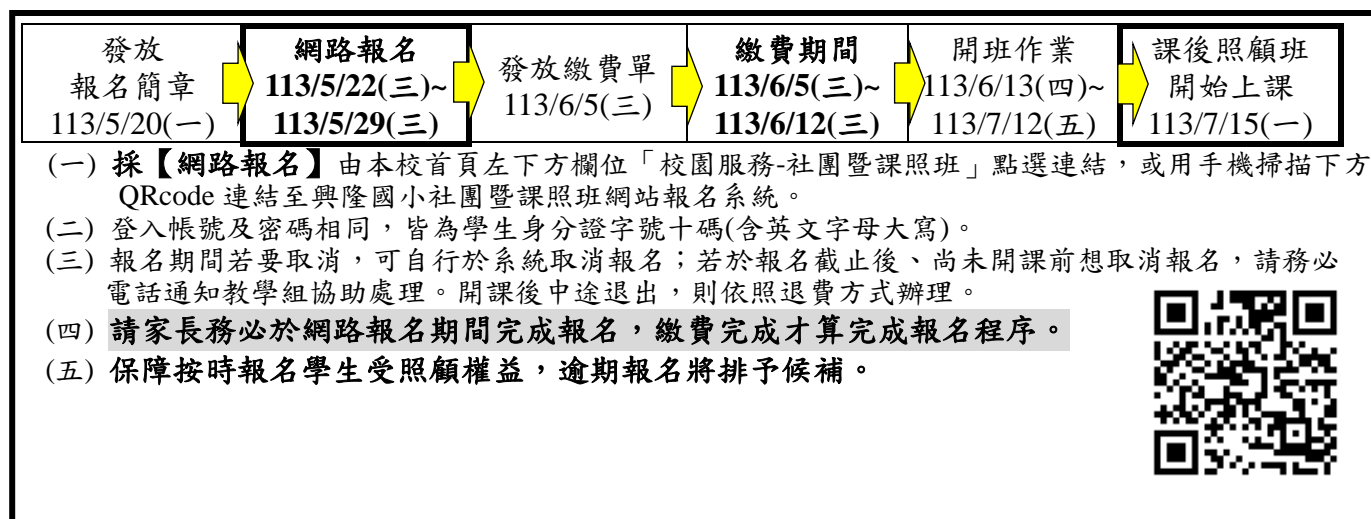 發放
報名簡章
113/5/20(一)
網路報名
113/5/22(三)~
113/5/29(三)
發放繳費單
113/6/5(三)
繳費期間
113/6/5(三)~
113/6/12(三)
開班作業
113/6/13(四)~
113/7/12(五)
課後照顧班
開始上課
113/7/15(一)
(一) 採【網路報名】由本校首頁左下方欄位「校園服務-社團暨課照班」點選連結，或用手機掃描下方
QRcode 連結至興隆國小社團暨課照班網站報名系統。
(二) 登入帳號及密碼相同，皆為學生身分證字號十碼(含英文字母大寫)。
(三) 報名期間若要取消，可自行於系統取消報名；若於報名截止後、尚未開課前想取消報名，請務必
電話通知教學組協助處理。開課後中途退出，則依照退費方式辦理。
(四) 請家長務必於網路報名期間完成報名，繳費完成才算完成報名程序。
(五) 保障按時報名學生受照顧權益，逾期報名將排予候補。